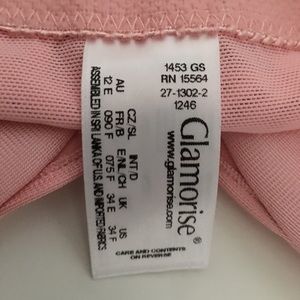 1453 GS
RN 15564
27-1302-2
1246
Glamorise®
www.glamorise.com
CZ/SL INT/D
AU FR/B E/NL/CH UK US
12 E 090 F 075 F 34 E 34 F
ASSEMBLED IN SRI LANKA OF U.S. AND IMPORTED FABRICS
CARE AND CONTENTS
ON REVERSE